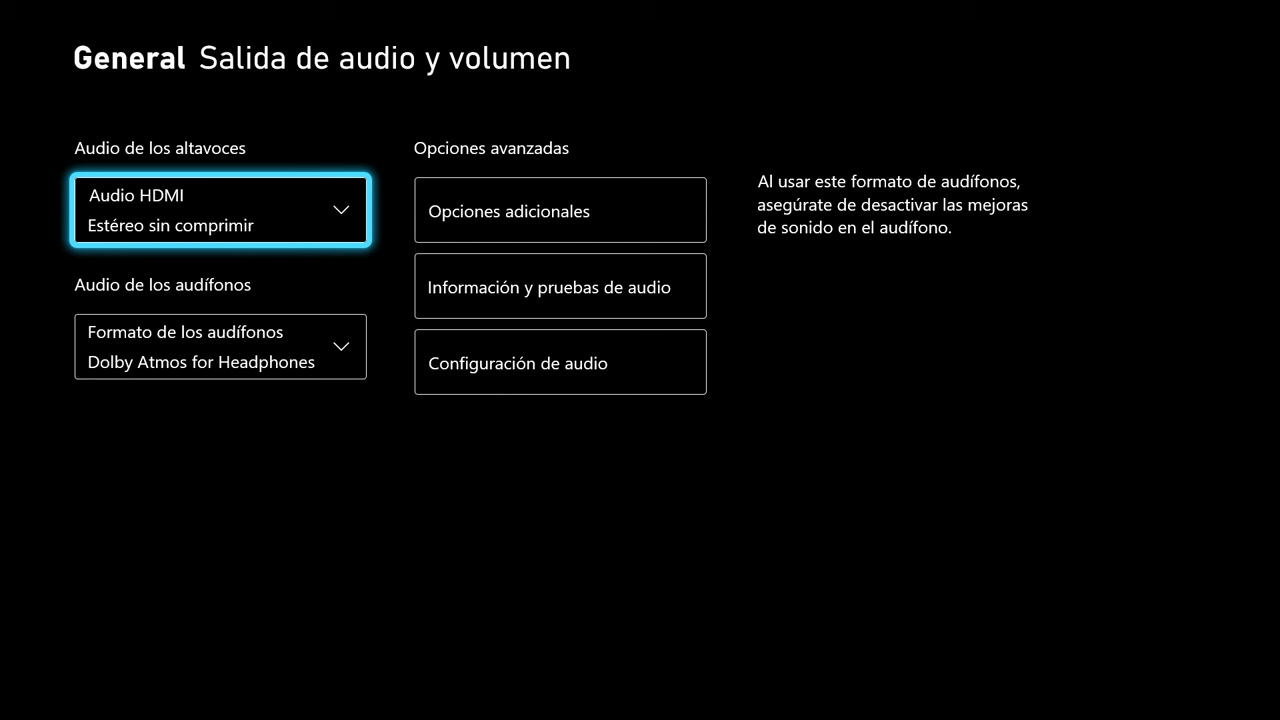 General Salida de audio y volumen
Audio de los altavoces
Audio HDMI
Estéreo sin comprimir
Audio de los audífonos
Formato de los audífonos
Dolby Atmos for Headphones
Opciones avanzadas
Opciones adicionales
Información y pruebas de audio
Configuración de audio
Al usar este formato de audífonos,
asegúrate de desactivar las mejoras
de sonido en el audífono.